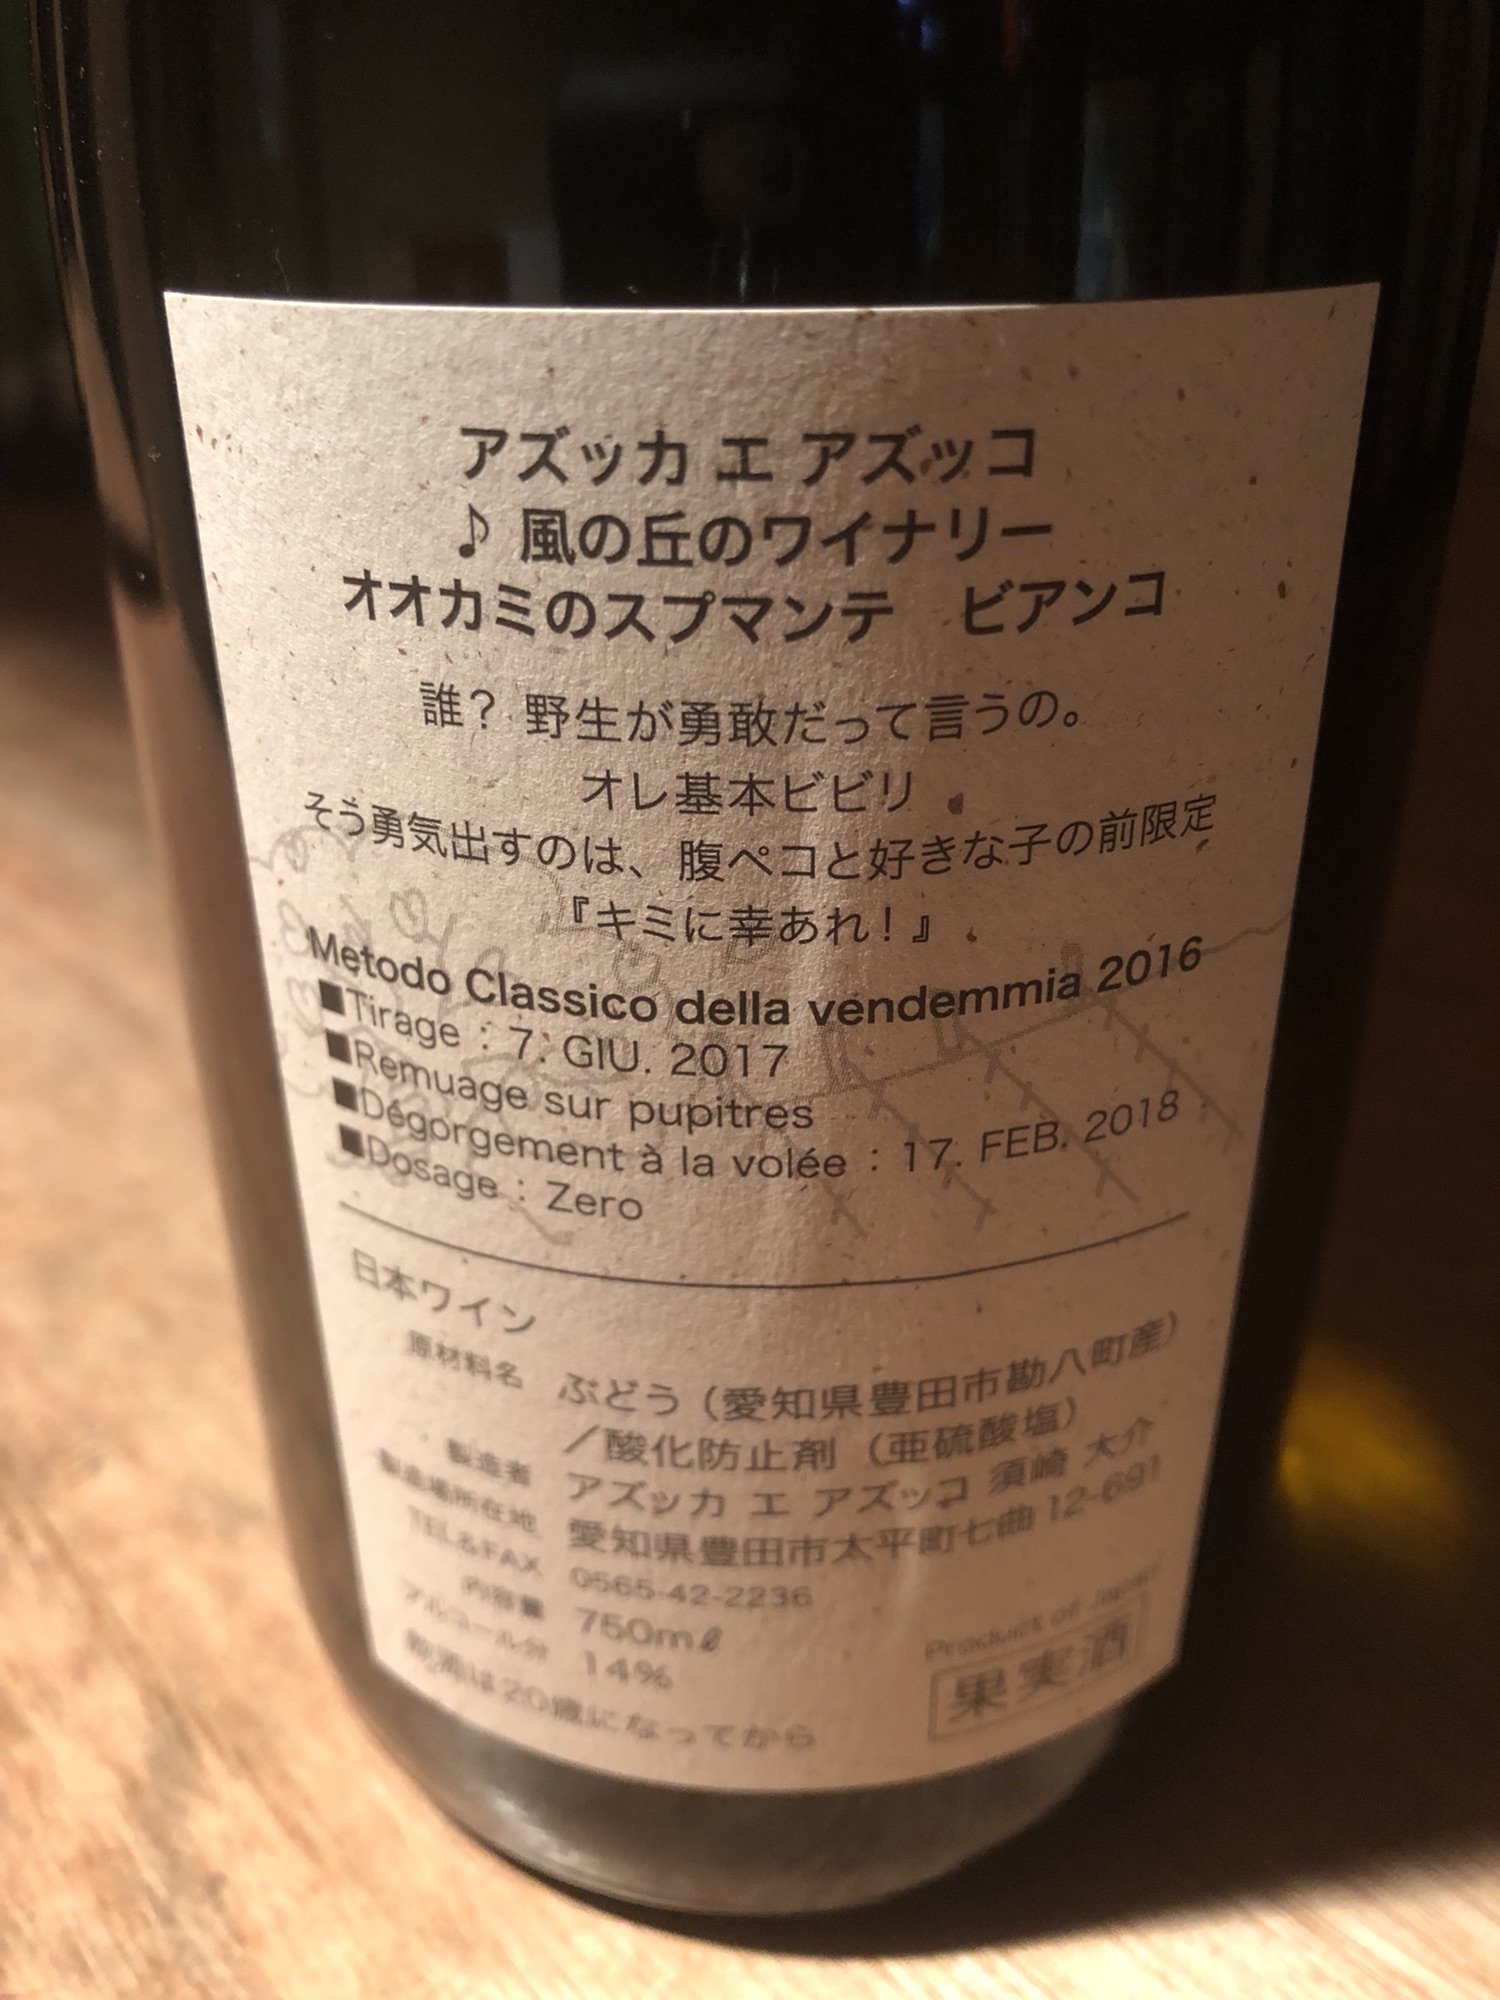 アズッカ エ アズッコ
♪ 風の丘のワイナリー
オオカミのスプマンテ　ビアンコ
誰？ 野生が勇敢だって言うの。
オレ基本ビビリ
そう勇気出すのは、腹ペコと好きな子の前限定
『キミに幸あれ！』
Metodo Classico della vendemmia 2016
■Tirage : 7. GIU. 2017
■Remuage sur pupitres
■Dégorgement à la volée : 17. FEB. 2018
■Dosage : Zero
日本ワイン
原材料名 ぶどう（愛知県豊田市勘八町産）
／酸化防止剤（亜硫酸塩）
製造者 アズッカ エ アズッコ 須崎 大介
製造場所在地 愛知県豊田市太平町七曲 12-691
TEL&FAX 0565-42-2236
内容量 750mℓ
アルコール分 14%
飲酒は20歳になってから
Product of Japan
果実酒